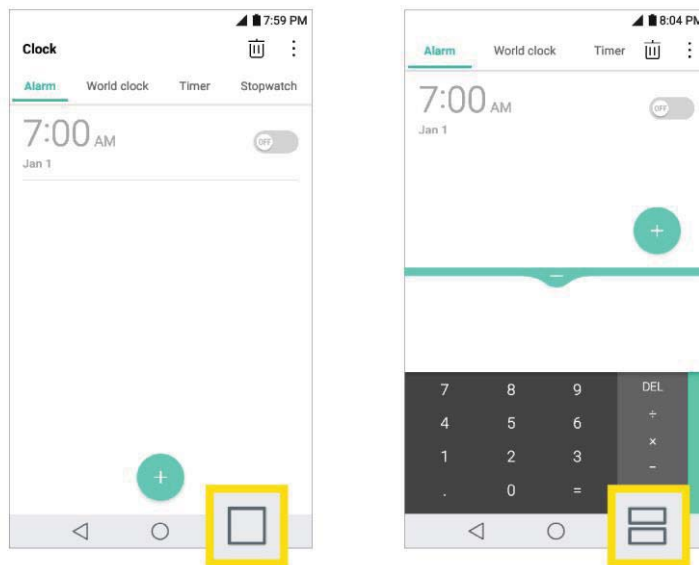 7:59 PM
Clock
Alarm World clock Timer Stopwatch
7:00 AM
OFF
Jan 1
+
8:04 PM
Alarm World clock Timer
7:00 AM
OFF
Jan 1
+
7 8 9 DEL
4 5 6 ÷
1 2 3 ×
−
. 0 =